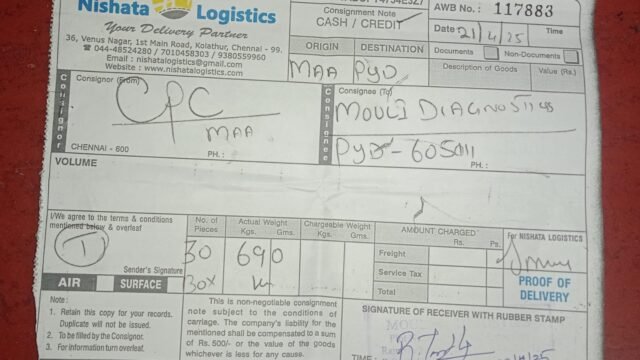 Nishata Logistics
Your Delivery Partner
36, Venus Nagar, 1st Main Road, Kolathur, Chennai - 99.
☎ 044-48524280 / 7010458303 / 9380559960
Email : nishatalogistics@gmail.com
Website : www.nishatalogistics.com
Consignment Note
CASH / CREDIT
AWB No.: 117883
Date : 21/4/25 Time
ORIGIN DESTINATION
MAA PYD
Documents Non-Documents
Description of Goods Value (Rs.)
Consignor
Consignor (From)
CPC
MAA
CHENNAI - 600 PH. :
Consignee
Consignee (To)
MOULI DIAGNOSTICS
PYD - 605011
PH. :
VOLUME
I/We agree to the terms & conditions
mentioned below & overleaf
T
Sender's Signature
AIR SURFACE
No. of Pieces
30
Box
Actual Weight
Kgs. Gms.
690
Chargeable Weight
Kgs. Gms.
AMOUNT CHARGED
Rs. Ps.
Freight
Service Tax
Total
For NISHATA LOGISTICS
PROOF OF
DELIVERY
Note :
1. Retain this copy for your records.
Duplicate will not be issued.
2. To be filled by the Consignor.
3. For information turn overleaf.
This is non-negotiable consignment
note subject to the conditions of
carriage. The company's liability for the
mentioned shall be compensated to a sum
of Rs. 500/- or the value of the goods
whichever is less for any cause.
SIGNATURE OF RECEIVER WITH RUBBER STAMP
TIME :